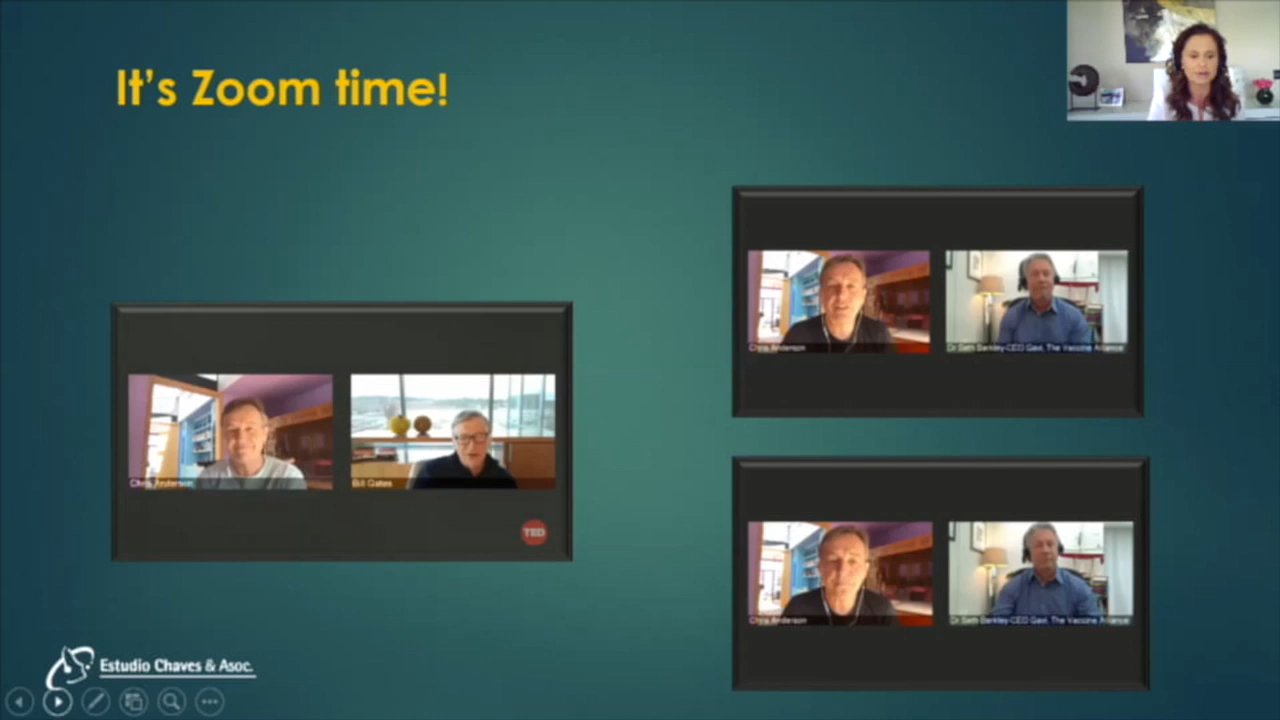 It's Zoom time!
Chris Anderson
Dr Seth Berkley-CEO Gavi, The Vaccine Alliance
Chris Anderson
Bill Gates
TED
Chris Anderson
Dr Seth Berkley-CEO Gavi, The Vaccine Alliance
Estudio Chaves & Asoc.